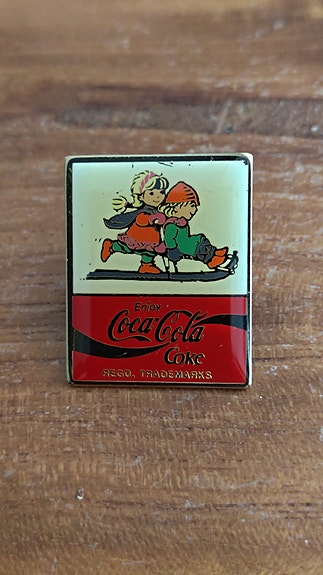 Enjoy
Coca-Cola
Coke
REGD. TRADEMARKS